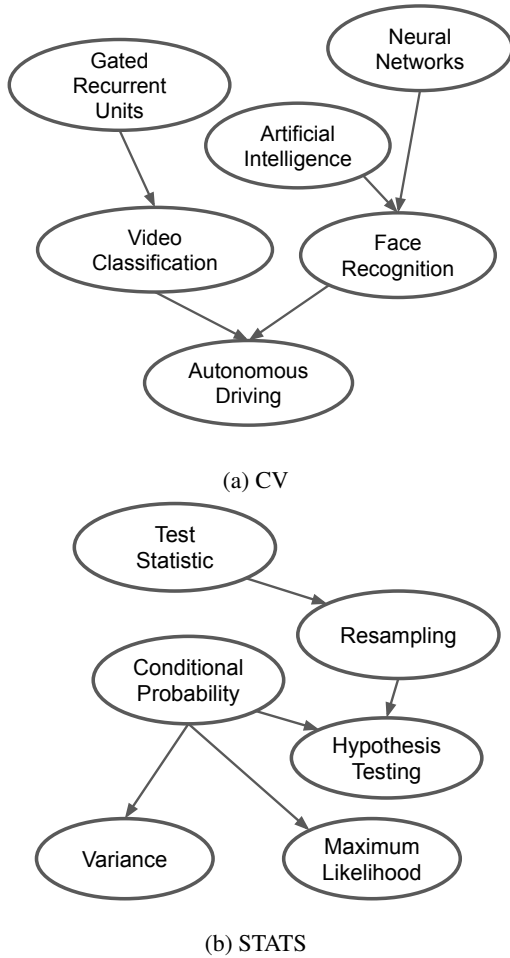 Gated
Recurrent
Units
Neural
Networks
Artificial
Intelligence
Video
Classification
Face
Recognition
Autonomous
Driving
(a) CV
Test
Statistic
Resampling
Conditional
Probability
Hypothesis
Testing
Variance
Maximum
Likelihood
(b) STATS